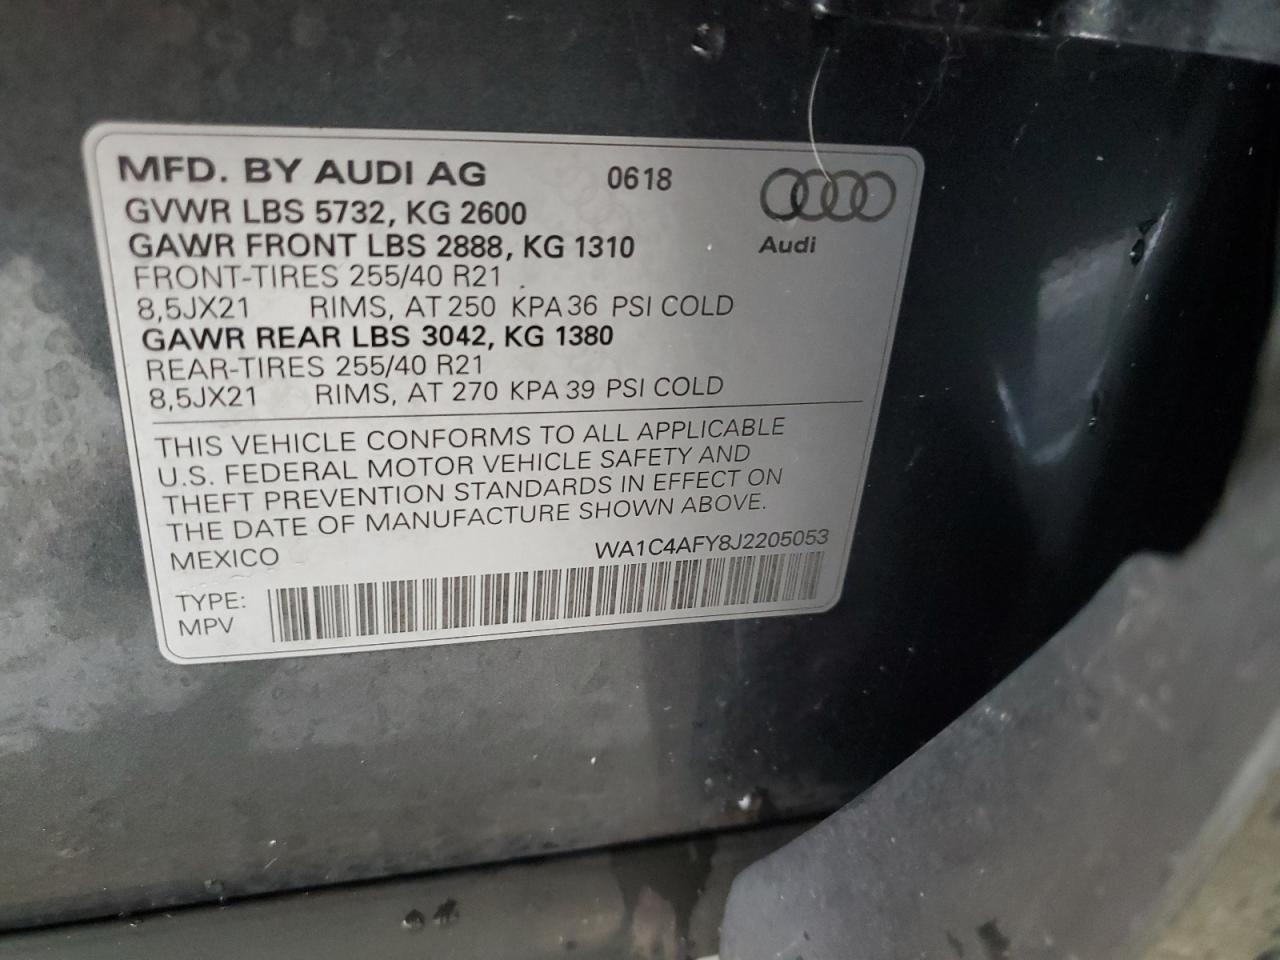 MFD. BY AUDI AG 0618
GVWR LBS 5732, KG 2600
GAWR FRONT LBS 2888, KG 1310
Audi
FRONT-TIRES 255/40 R21
8,5JX21 RIMS, AT 250 KPA 36 PSI COLD
GAWR REAR LBS 3042, KG 1380
REAR-TIRES 255/40 R21
8,5JX21 RIMS, AT 270 KPA 39 PSI COLD
THIS VEHICLE CONFORMS TO ALL APPLICABLE
U.S. FEDERAL MOTOR VEHICLE SAFETY AND
THEFT PREVENTION STANDARDS IN EFFECT ON
THE DATE OF MANUFACTURE SHOWN ABOVE.
MEXICO WA1C4AFY8J2205053
TYPE:
MPV